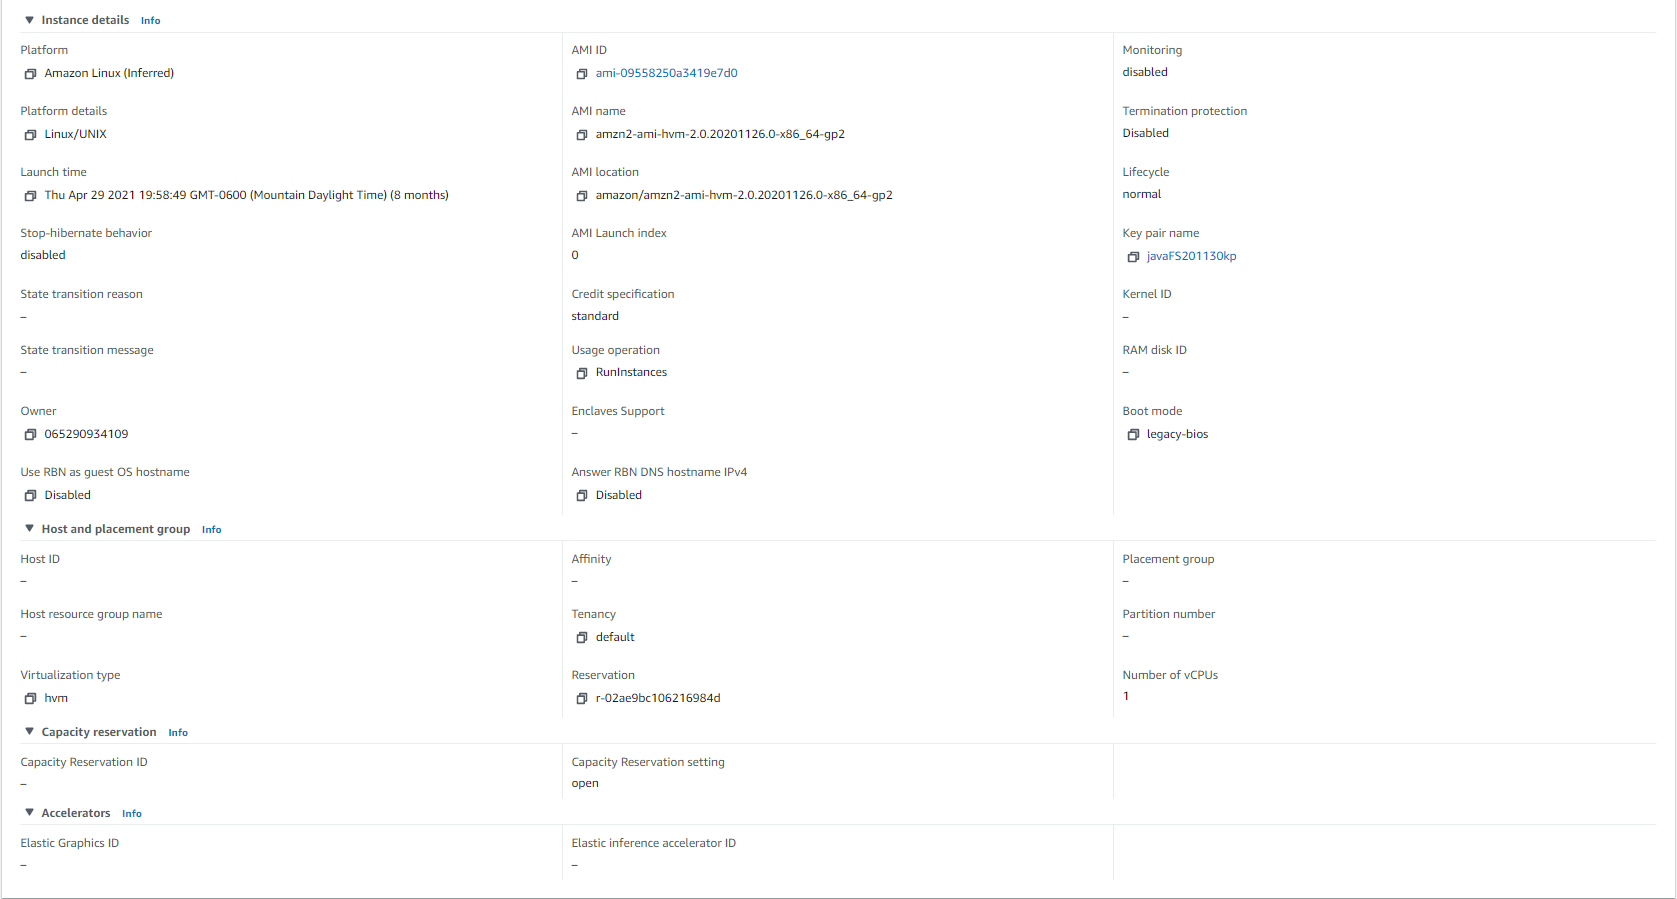 Instance details Info
Platform
Amazon Linux (Inferred)
AMI ID
ami-09558250a3419e7d0
Monitoring
disabled
Platform details
Linux/UNIX
AMI name
amzn2-ami-hvm-2.0.20201126.0-x86_64-gp2
Termination protection
Disabled
Launch time
Thu Apr 29 2021 19:58:49 GMT-0600 (Mountain Daylight Time) (8 months)
AMI location
amazon/amzn2-ami-hvm-2.0.20201126.0-x86_64-gp2
Lifecycle
normal
Stop-hibernate behavior
disabled
AMI Launch index
0
Key pair name
javaFS201130kp
State transition reason
–
Credit specification
standard
Kernel ID
–
State transition message
–
Usage operation
RunInstances
RAM disk ID
–
Owner
065290934109
Enclaves Support
–
Boot mode
legacy-bios
Use RBN as guest OS hostname
Disabled
Answer RBN DNS hostname IPv4
Disabled
Host and placement group Info
Host ID
–
Affinity
–
Placement group
–
Host resource group name
–
Tenancy
default
Partition number
–
Virtualization type
hvm
Reservation
r-02ae9bc106216984d
Number of vCPUs
1
Capacity reservation Info
Capacity Reservation ID
–
Capacity Reservation setting
open
Accelerators Info
Elastic Graphics ID
–
Elastic inference accelerator ID
–